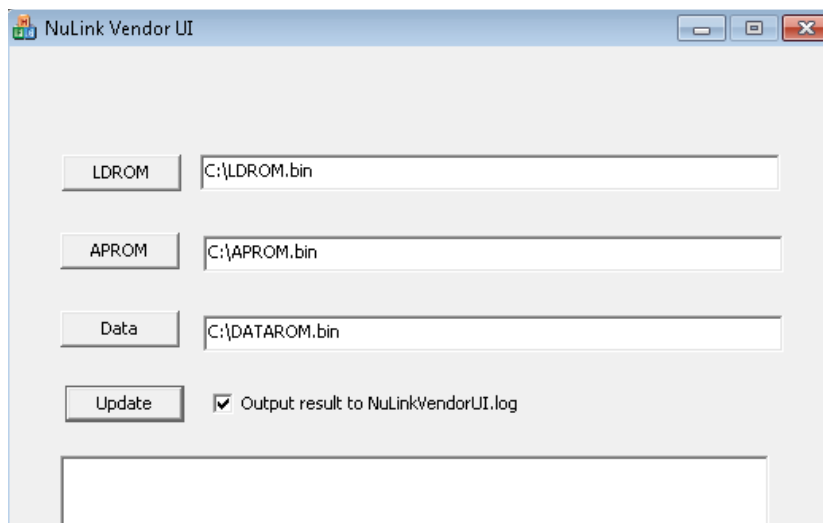 NuLink Vendor UI
LDROM C:\LDROM.bin
APROM C:\APROM.bin
Data C:\DATAROM.bin
Update Output result to NuLinkVendorUI.log